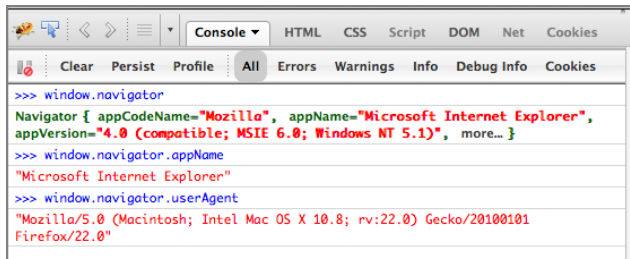 Console ▾ HTML CSS Script DOM Net Cookies
Clear Persist Profile All Errors Warnings Info Debug Info Cookies
>>> window.navigator
Navigator { appCodeName="Mozilla", appName="Microsoft Internet Explorer",
appVersion="4.0 (compatible; MSIE 6.0; Windows NT 5.1)", more... }
>>> window.navigator.appName
"Microsoft Internet Explorer"
>>> window.navigator.userAgent
"Mozilla/5.0 (Macintosh; Intel Mac OS X 10.8; rv:22.0) Gecko/20100101
Firefox/22.0"